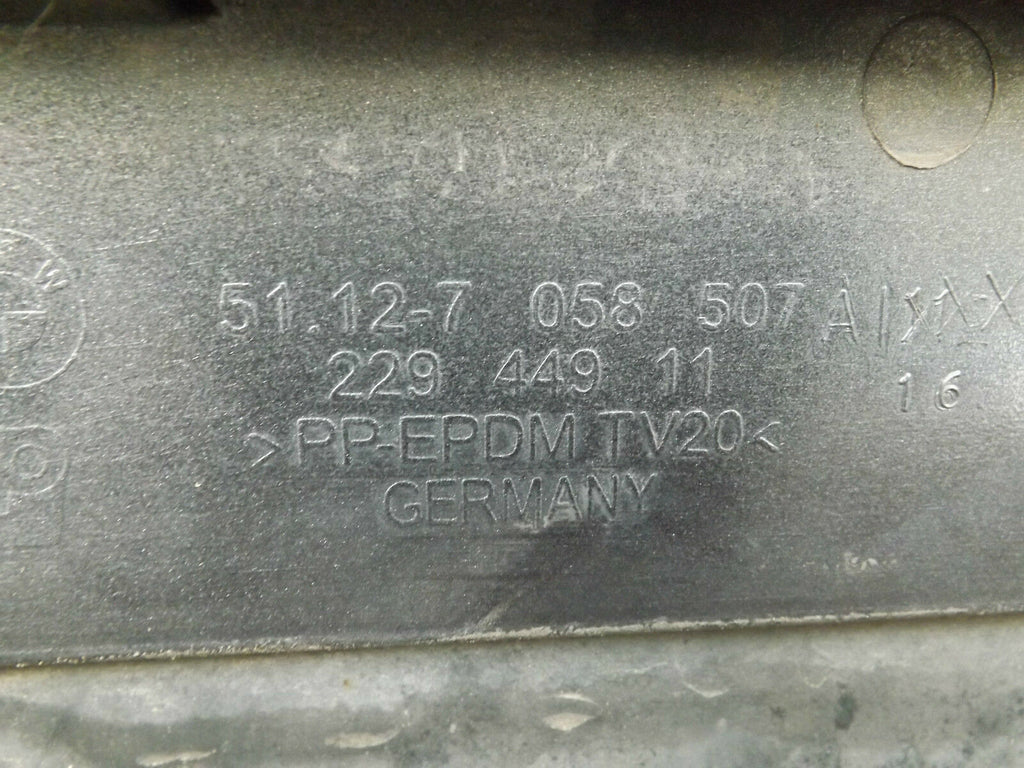 51.12-7 058 507
229 449 11
16
>PP-EPDM TV20<
GERMANY